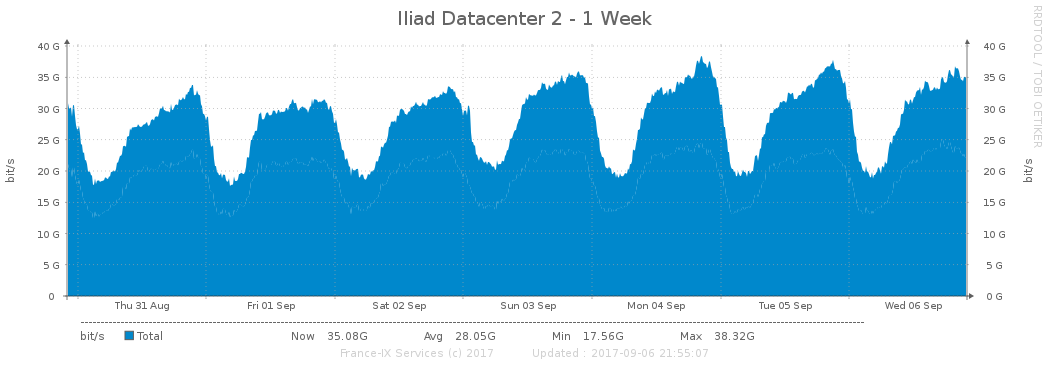 Iliad Datacenter 2 - 1 Week
RRDTOOL / TOBI OETIKER
40 G 40 G
35 G 35 G
30 G 30 G
25 G 25 G
20 G 20 G
15 G 15 G
10 G 10 G
5 G 5 G
0 0 G
bit/s bit/s
Thu 31 Aug Fri 01 Sep Sat 02 Sep Sun 03 Sep Mon 04 Sep Tue 05 Sep Wed 06 Sep
bit/s Total Now 35.08G Avg 28.05G Min 17.56G Max 38.32G
France-IX Services (c) 2017 Updated : 2017-09-06 21:55:07